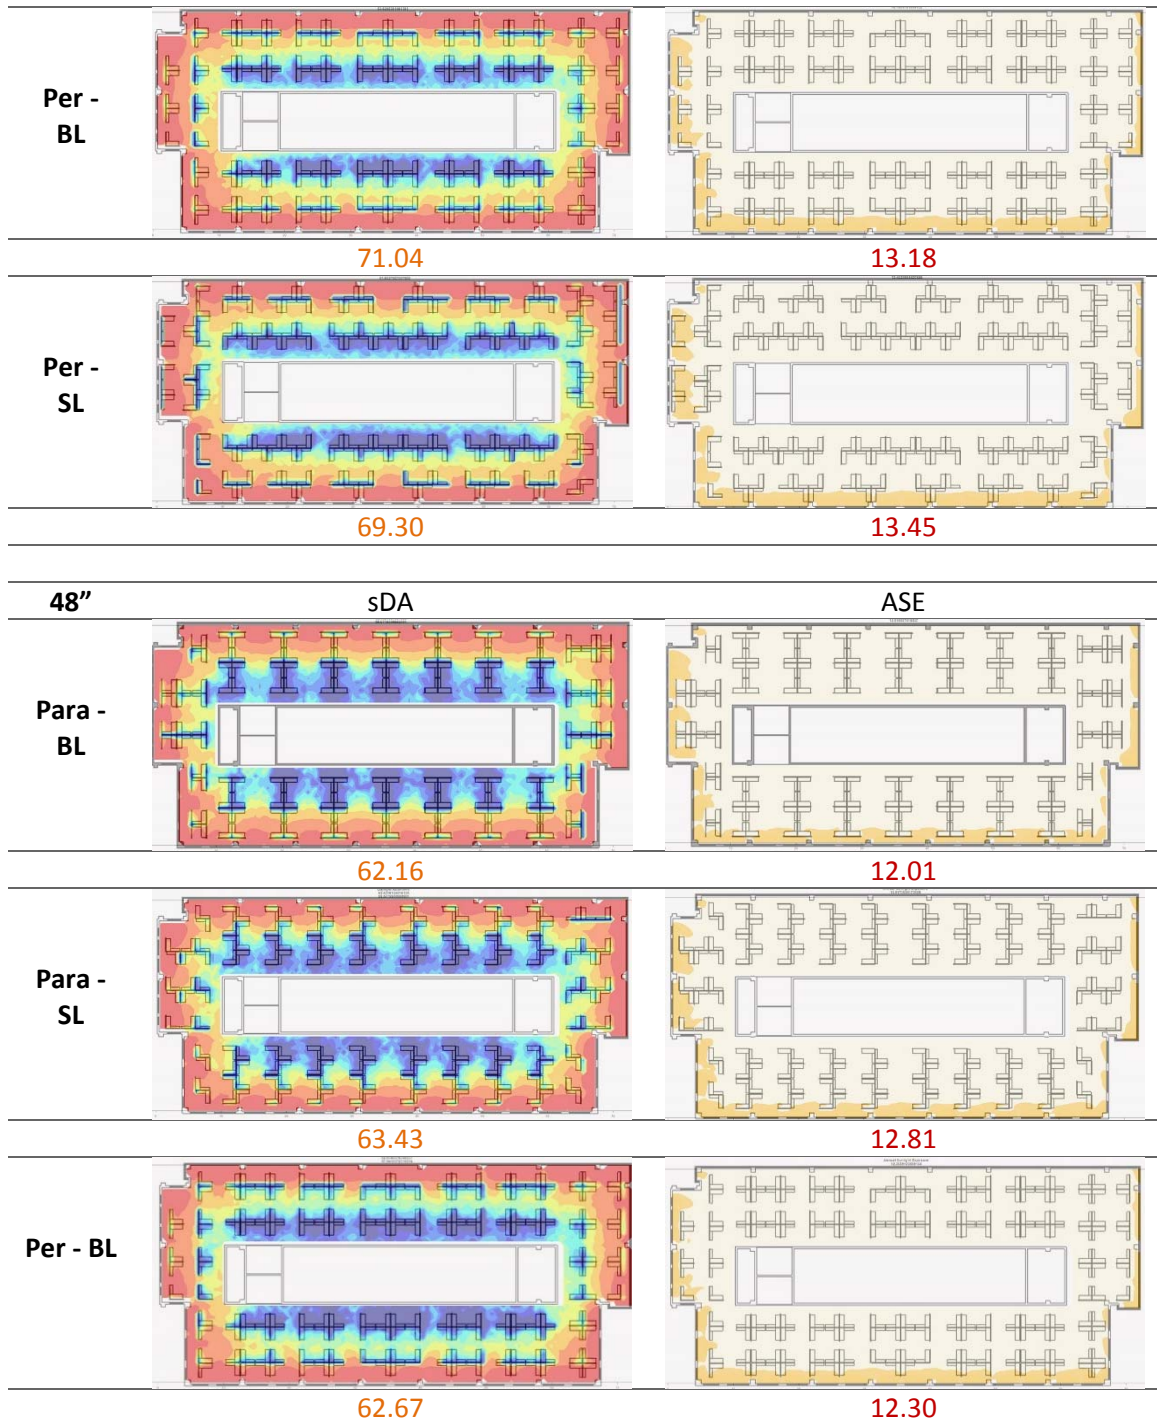 Per -
BL
71.04 13.18
Per -
SL
69.30 13.45
48” sDA ASE
Para -
BL
62.16 12.01
Para -
SL
63.43 12.81
Per - BL
62.67 12.30